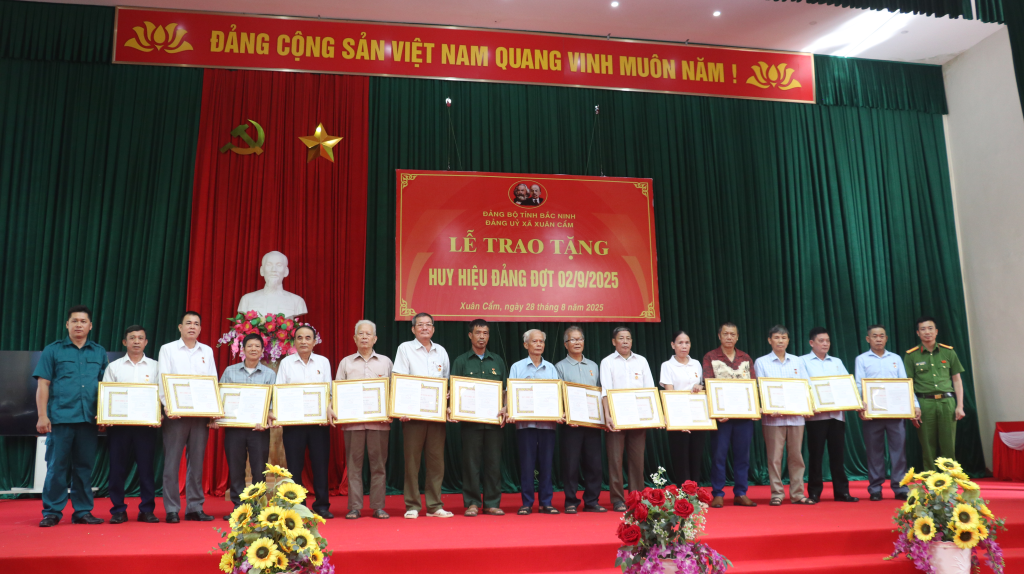 ĐẢNG CỘNG SẢN VIỆT NAM QUANG VINH MUÔN NĂM !
ĐẢNG BỘ TỈNH BẮC NINH
ĐẢNG UỶ XÃ XUÂN CẨM
LỄ TRAO TẶNG
HUY HIỆU ĐẢNG ĐỢT 02/9/2025
Xuân Cẩm, ngày 28 tháng 8 năm 2025